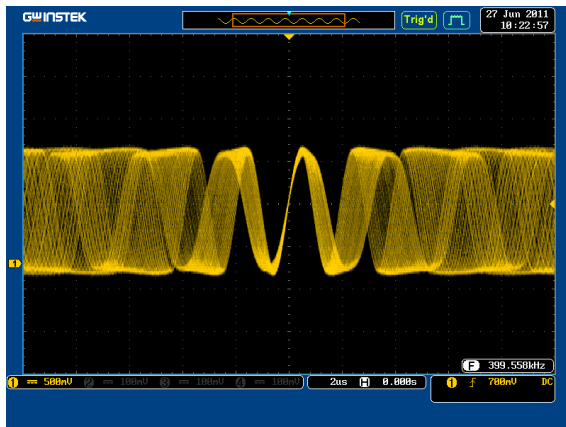 GWINSTEK
Trig'd
27 Jun 2011
10:22:57
1
F 399.558kHz
1 500mV 2 100mV 3 100mV 4 100mV 2us H 0.000s 1 700mV DC